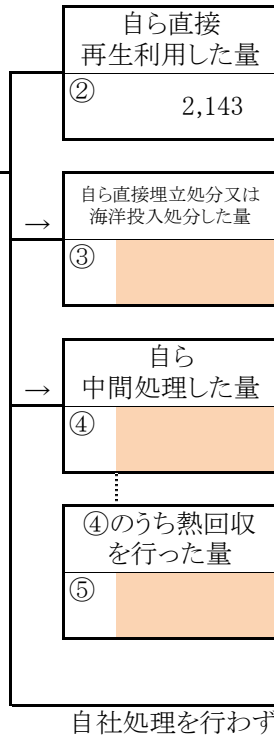 自ら直接
再生利用した量
②
2,143
自ら直接埋立処分又は
海洋投入処分した量
→
③
自ら
中間処理した量
→
④
④のうち熱回収
を行った量
⑤
自社処理を行わず